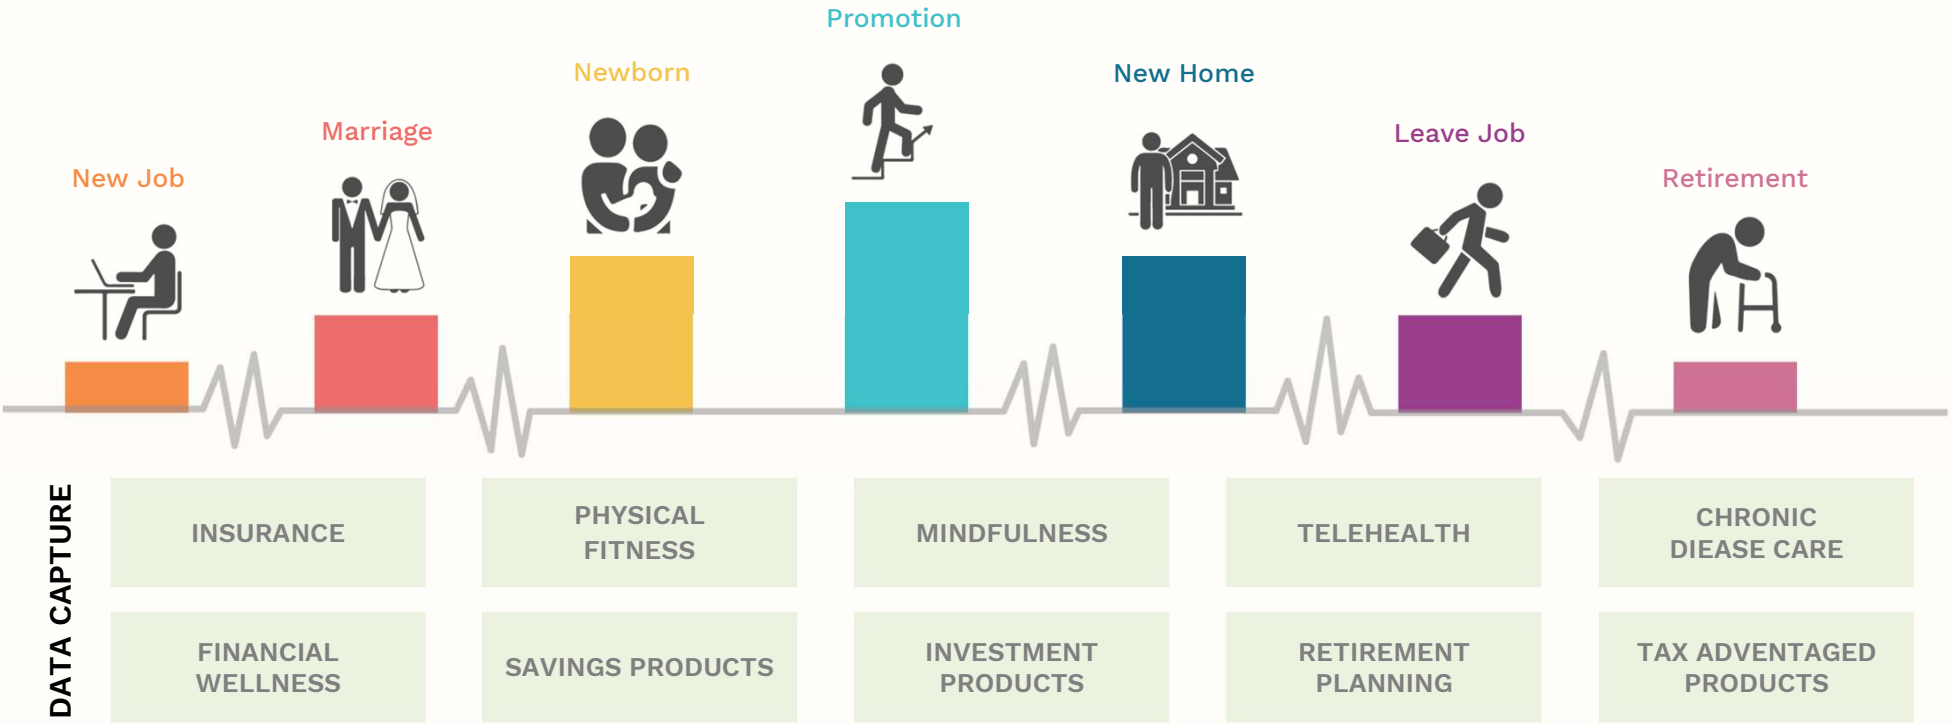 Promotion
Newborn
New Home
Marriage
Leave Job
New Job
Retirement
DATA CAPTURE
INSURANCE
PHYSICAL
FITNESS
MINDFULNESS
TELEHEALTH
CHRONIC
DIEASE CARE
FINANCIAL
WELLNESS
SAVINGS PRODUCTS
INVESTMENT
PRODUCTS
RETIREMENT
PLANNING
TAX ADVENTAGED
PRODUCTS